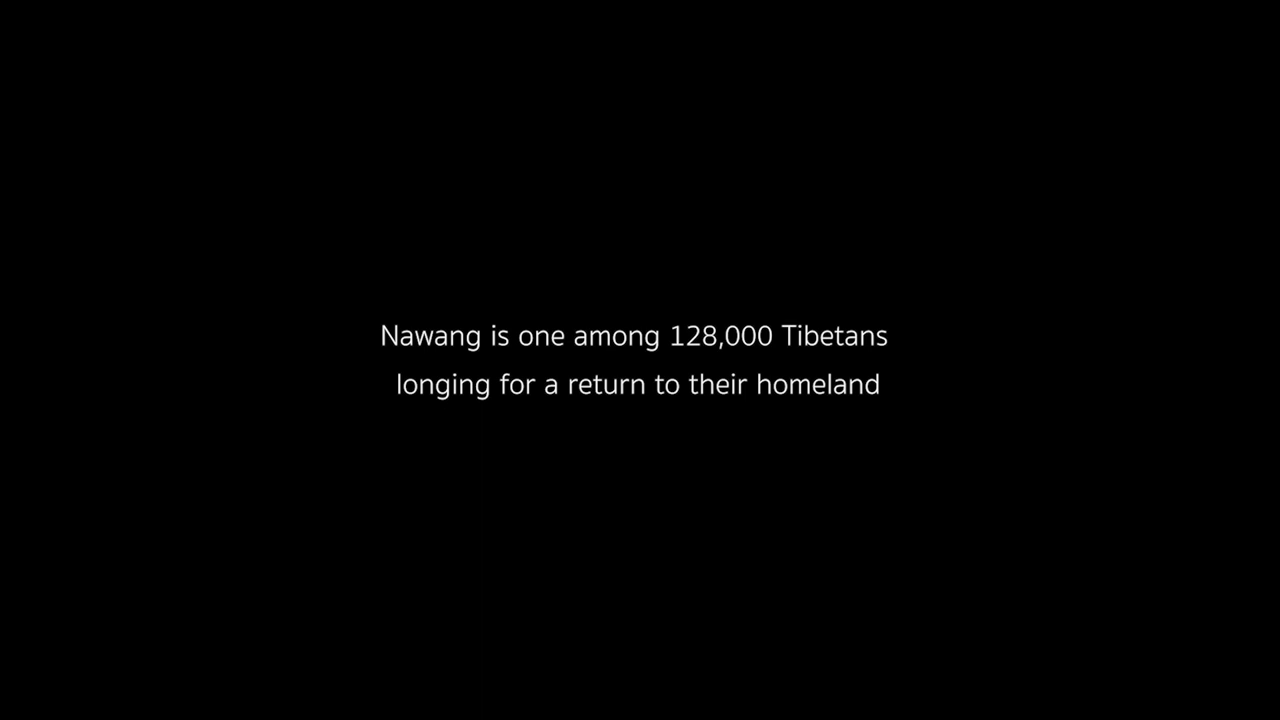 Nawang is one among 128,000 Tibetans
longing for a return to their homeland